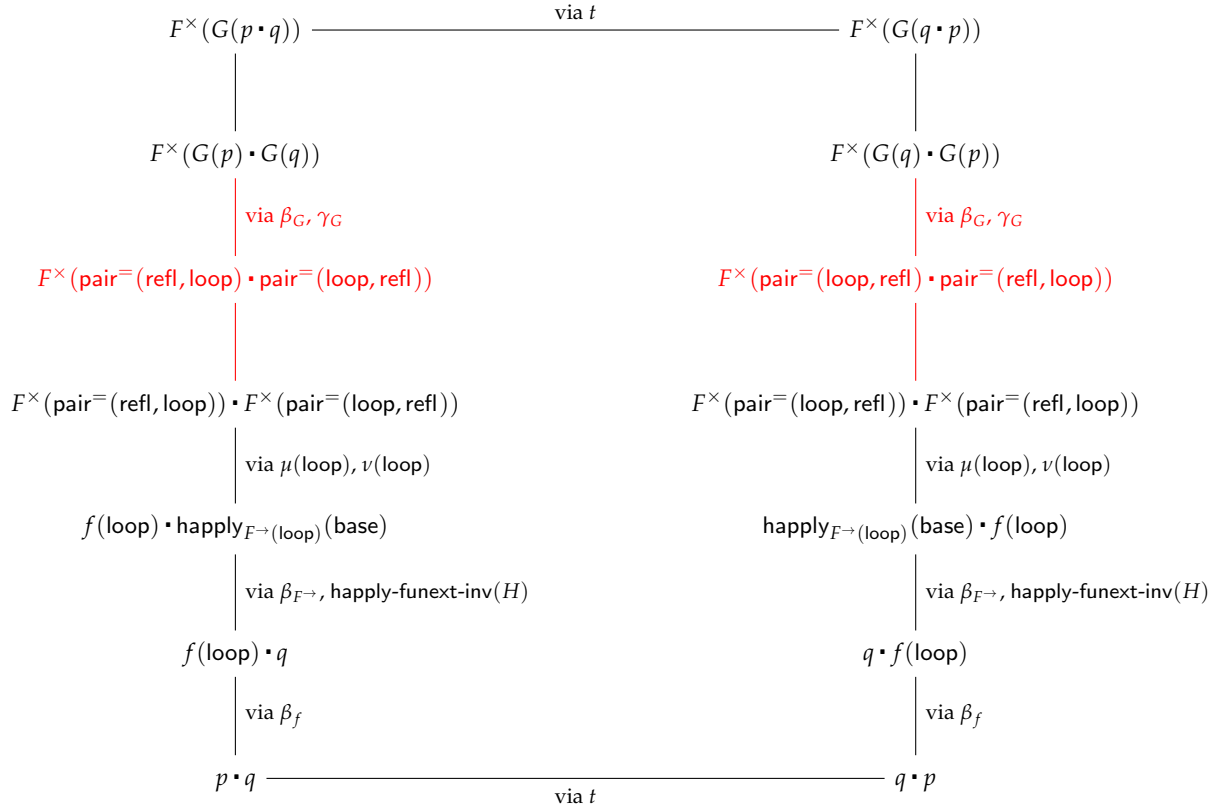 via t
F×(G(p ▪ q)) F×(G(q ▪ p))
F×(G(p) ▪ G(q)) F×(G(q) ▪ G(p))
via β_G, γ_G via β_G, γ_G
F×(pair⁼(refl, loop) ▪ pair⁼(loop, refl)) F×(pair⁼(loop, refl) ▪ pair⁼(refl, loop))
F×(pair⁼(refl, loop)) ▪ F×(pair⁼(loop, refl)) F×(pair⁼(loop, refl)) ▪ F×(pair⁼(refl, loop))
via μ(loop), ν(loop) via μ(loop), ν(loop)
f(loop) ▪ happly_{F→(loop)}(base) happly_{F→(loop)}(base) ▪ f(loop)
via β_{F→}, happly-funext-inv(H) via β_{F→}, happly-funext-inv(H)
f(loop) ▪ q q ▪ f(loop)
via β_f via β_f
p ▪ q q ▪ p
via t